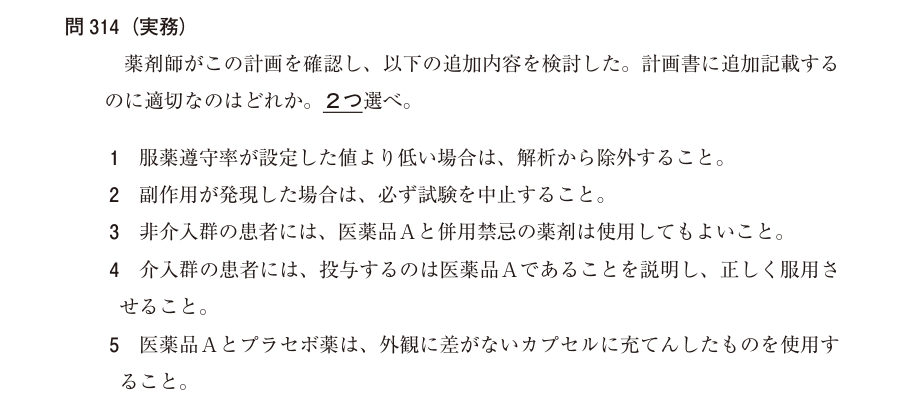 問 314（実務）
薬剤師がこの計画を確認し、以下の追加内容を検討した。計画書に追加記載する
のに適切なのはどれか。２つ選べ。
1 服薬遵守率が設定した値より低い場合は、解析から除外すること。
2 副作用が発現した場合は、必ず試験を中止すること。
3 非介入群の患者には、医薬品Ａと併用禁忌の薬剤は使用してもよいこと。
4 介入群の患者には、投与するのは医薬品Ａであることを説明し、正しく服用さ
せること。
5 医薬品Ａとプラセボ薬は、外観に差がないカプセルに充てんしたものを使用す
ること。